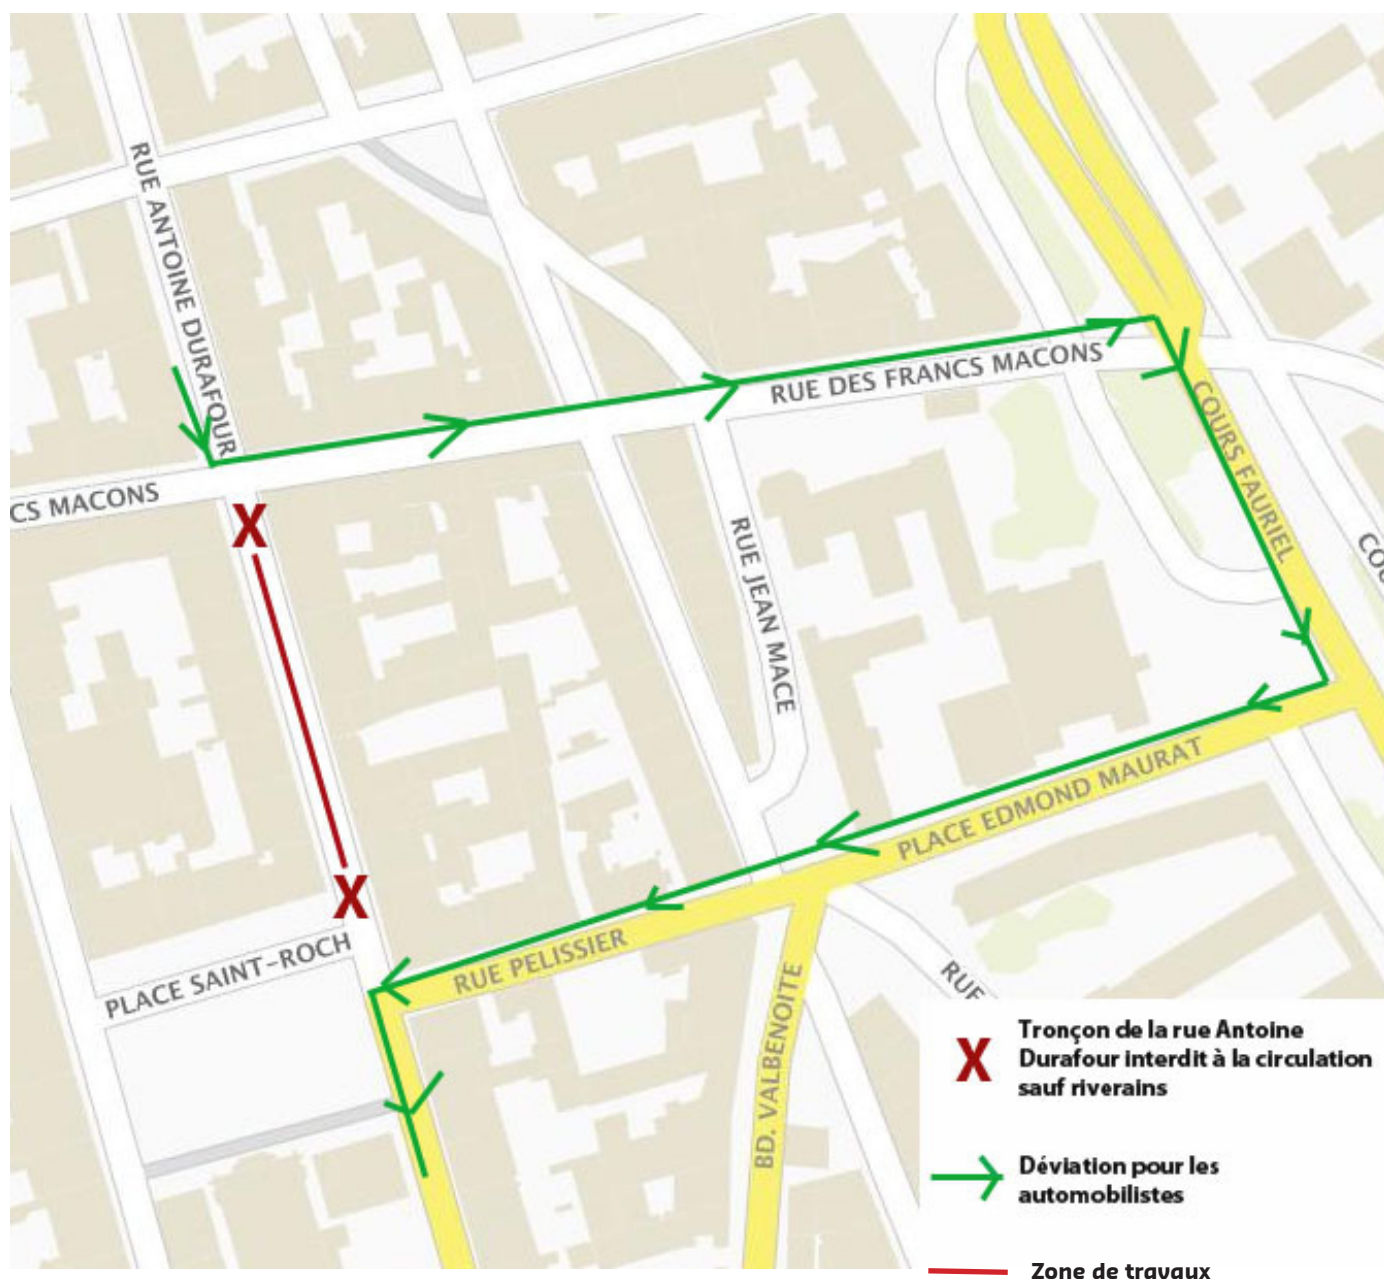 RUE ANTOINE DURAFOUR
RUE DES FRANCS MACONS
CS MACONS
COURS FAURIEL
COU
RUE JEAN MACE
PLACE EDMOND MAURAT
PLACE SAINT-ROCH
RUE PELISSIER
BD. VALBENOITE
RUE
X
X
X
Tronçon de la rue Antoine
Durafour interdit à la circulation
sauf riverains
Déviation pour les
automobilistes
Zone de travaux